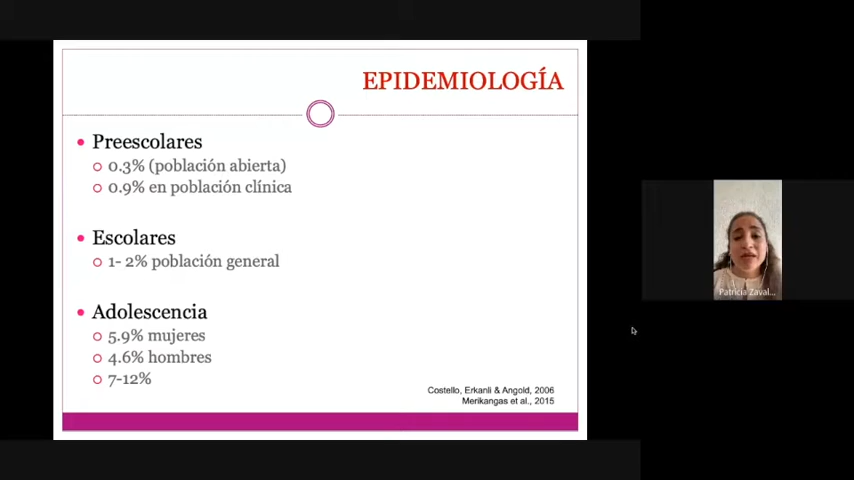 EPIDEMIOLOGÍA
• Preescolares
○ 0.3% (población abierta)
○ 0.9% en población clínica
• Escolares
○ 1- 2% población general
• Adolescencia
○ 5.9% mujeres
○ 4.6% hombres
○ 7-12%
Costello, Erkanli & Angold, 2006
Merikangas et al., 2015
Patricia Zaval...